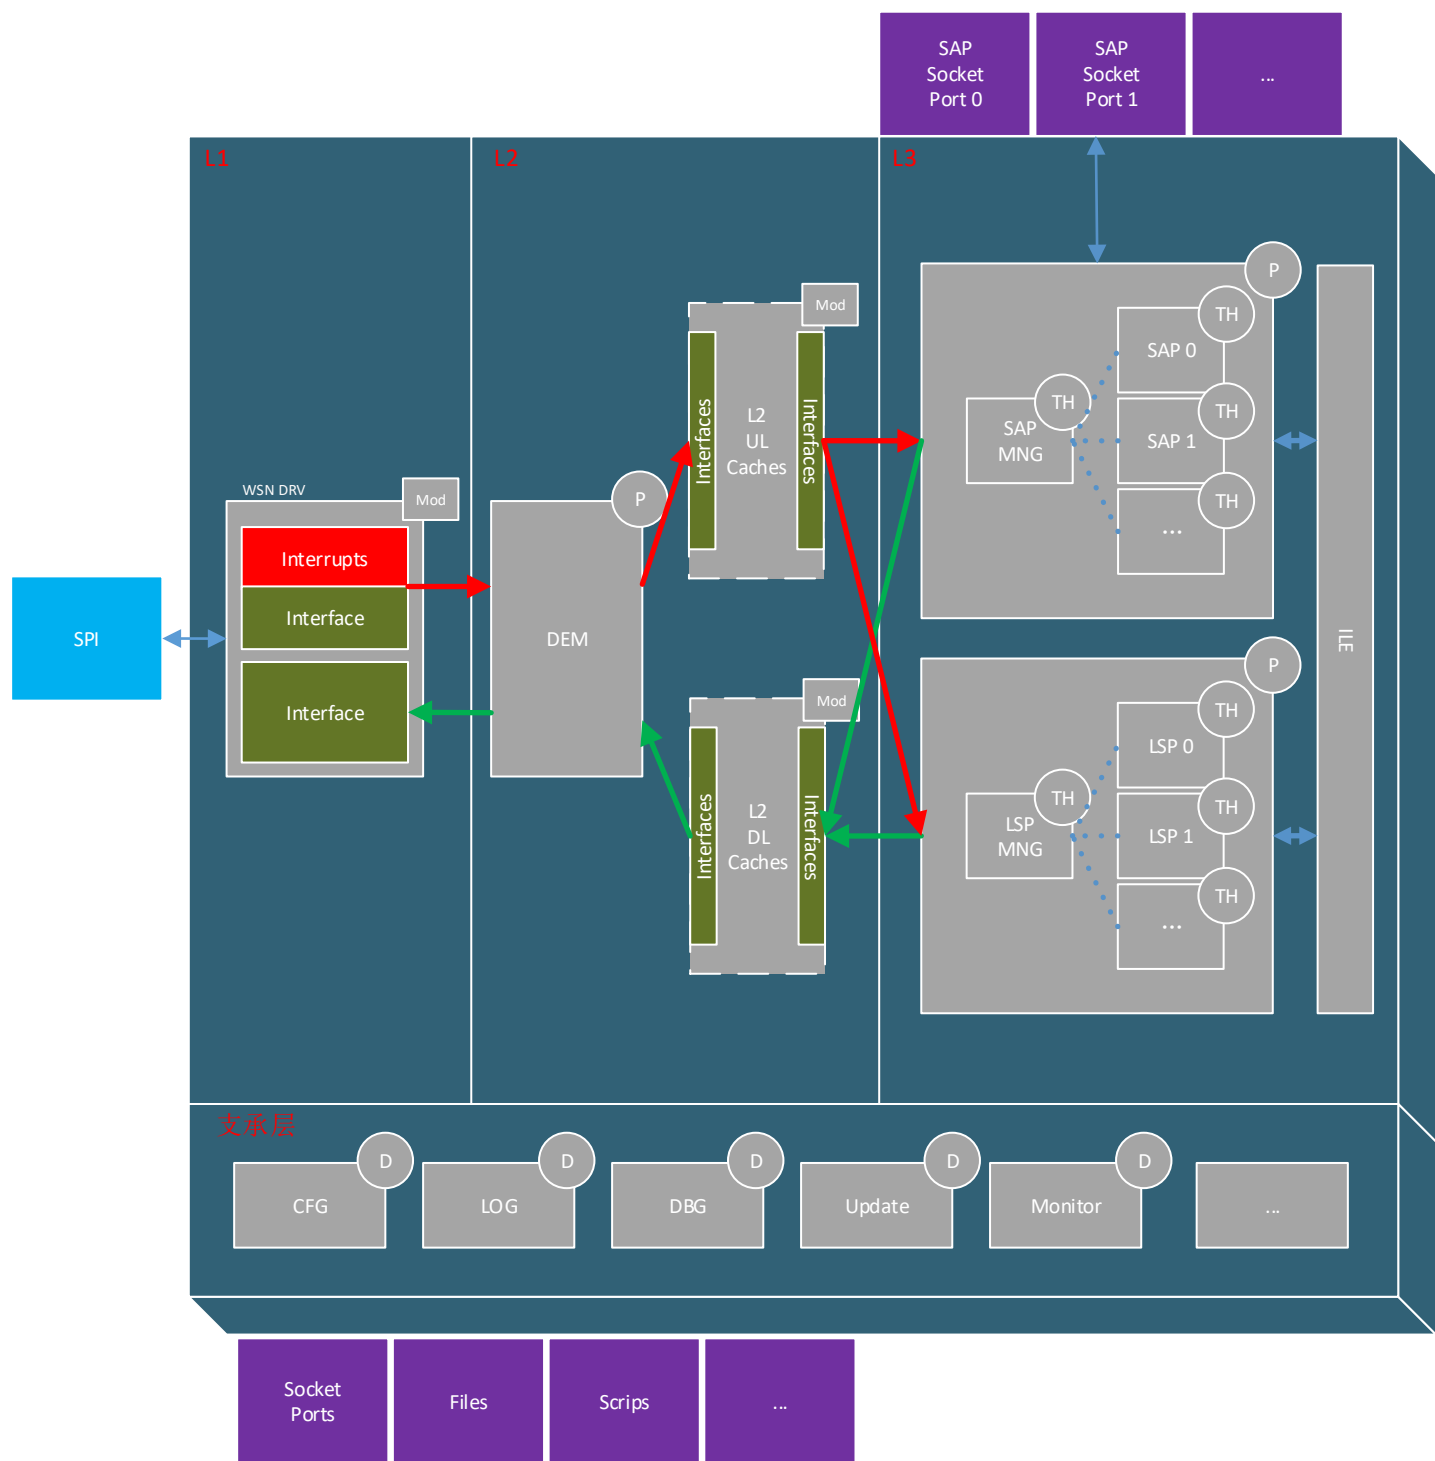 SAP
Socket
Port 0
SAP
Socket
Port 1
...
L1
L2
L3
P
Mod
TH
SAP 0
TH
SAP
MNG
TH
SAP 1
TH
...
Interfaces
L2
UL
Caches
Interfaces
WSN DRV
Mod
P
Interrupts
Interface
Interface
SPI
DEM
ILE
Mod
P
TH
LSP 0
TH
LSP
MNG
TH
LSP 1
TH
...
Interfaces
L2
DL
Caches
Interfaces
支承层
D
CFG
D
LOG
D
DBG
D
Update
D
Monitor
...
Socket
Ports
Files
Scrips
...